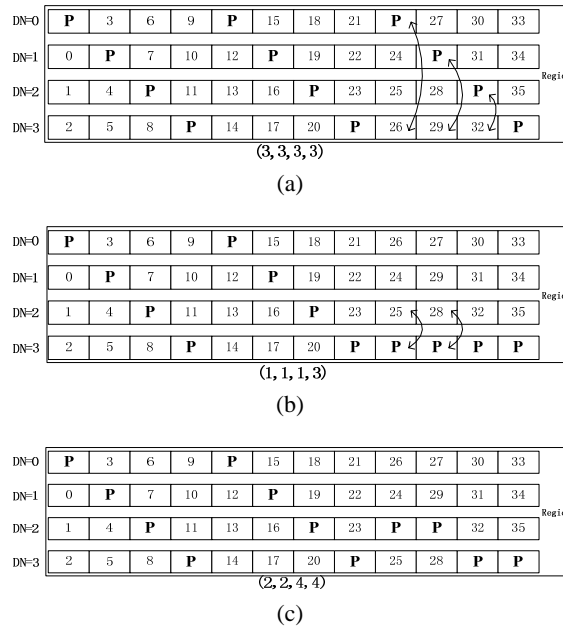 DN=0 P 3 6 9 P 15 18 21 P 27 30 33
DN=1 0 P 7 10 12 P 19 22 24 P 31 34
DN=2 1 4 P 11 13 16 P 23 25 28 P 35
DN=3 2 5 8 P 14 17 20 P 26 29 32 P
Regio
(3,3,3,3)
(a)
DN=0 P 3 6 9 P 15 18 21 26 27 30 33
DN=1 0 P 7 10 12 P 19 22 24 29 31 34
DN=2 1 4 P 11 13 16 P 23 25 28 32 35
DN=3 2 5 8 P 14 17 20 P P P P P
Regio
(1,1,1,3)
(b)
DN=0 P 3 6 9 P 15 18 21 26 27 30 33
DN=1 0 P 7 10 12 P 19 22 24 29 31 34
DN=2 1 4 P 11 13 16 P 23 P P 32 35
DN=3 2 5 8 P 14 17 20 P 25 28 P P
Regio
(2,2,4,4)
(c)